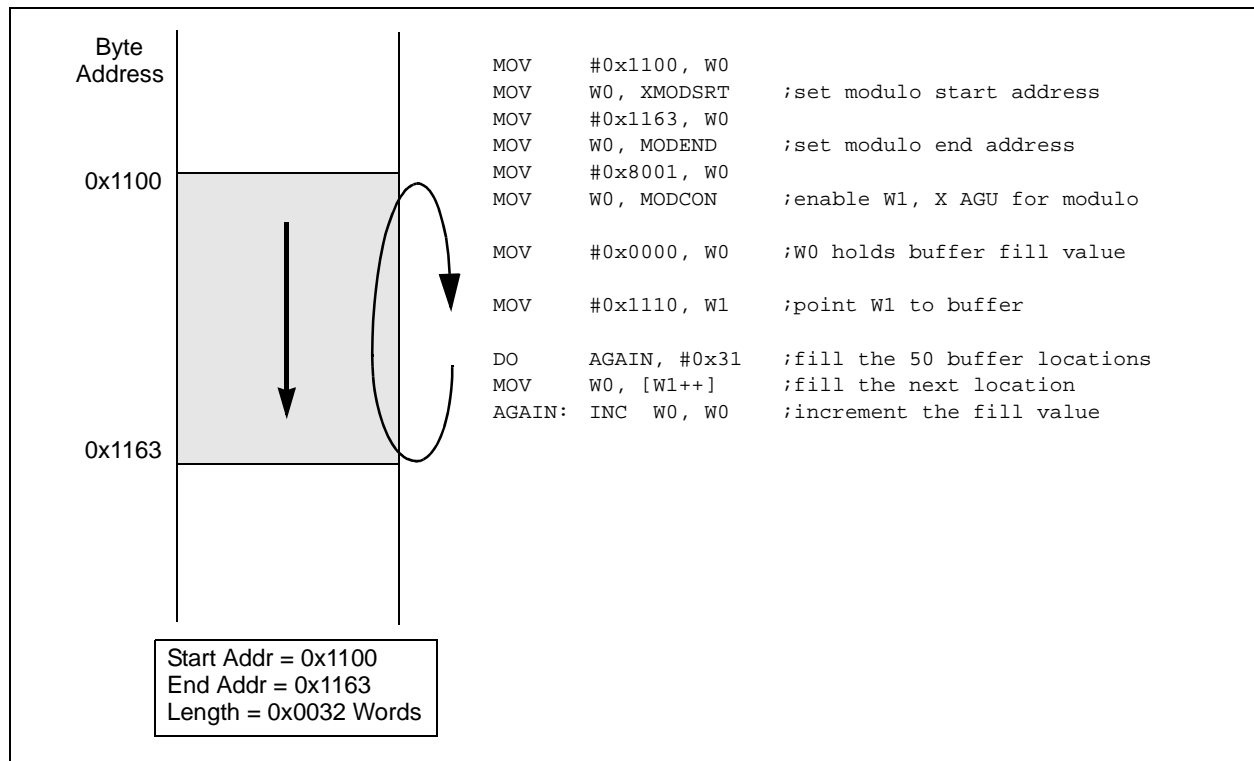 Byte
Address
0x1100
0x1163
MOV #0x1100, W0
MOV W0, XMODSRT ;set modulo start address
MOV #0x1163, W0
MOV W0, MODEND ;set modulo end address
MOV #0x8001, W0
MOV W0, MODCON ;enable W1, X AGU for modulo
MOV #0x0000, W0 ;W0 holds buffer fill value
MOV #0x1110, W1 ;point W1 to buffer
DO AGAIN, #0x31 ;fill the 50 buffer locations
MOV W0, [W1++] ;fill the next location
AGAIN: INC W0, W0 ;increment the fill value
Start Addr = 0x1100
End Addr = 0x1163
Length = 0x0032 Words